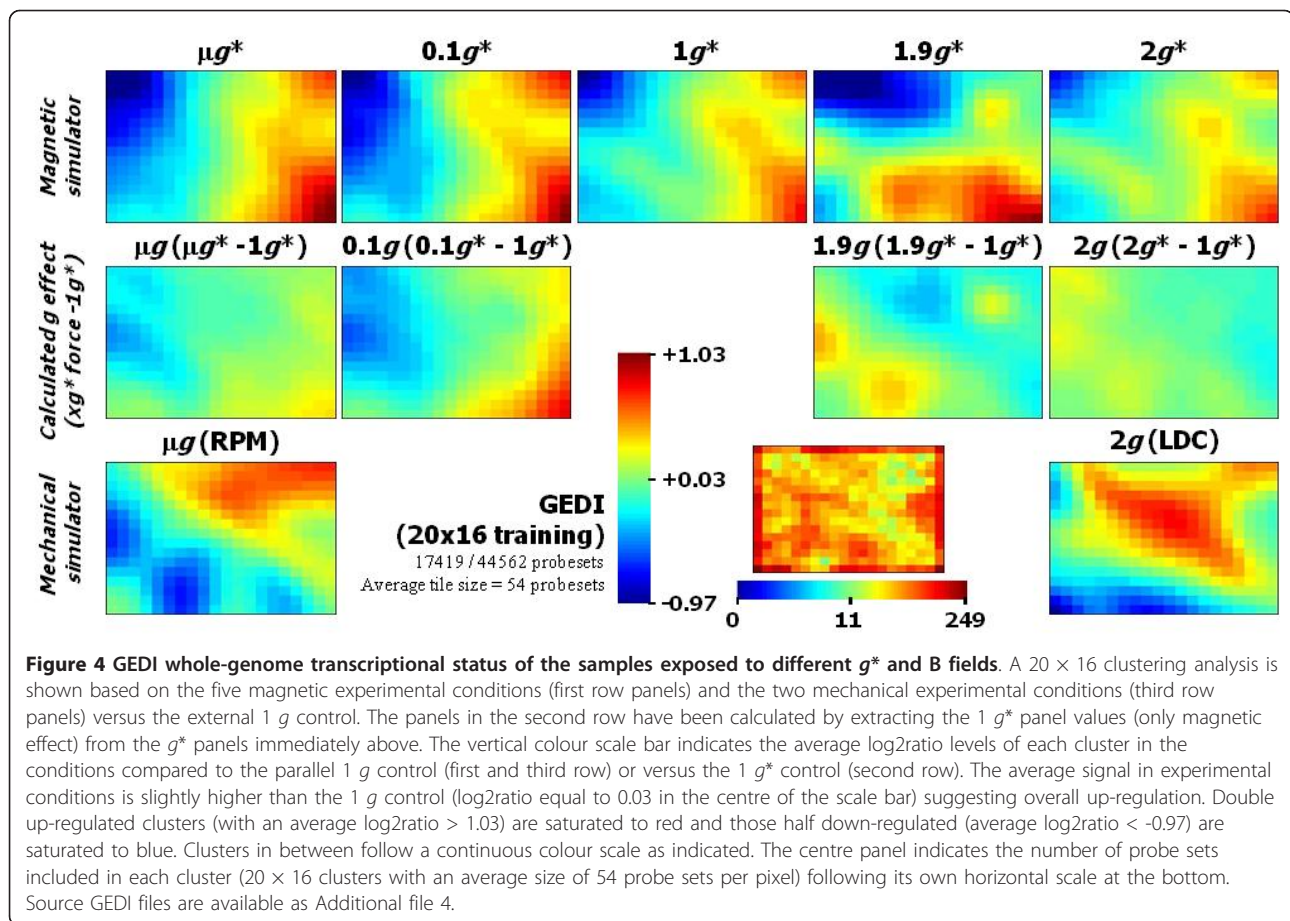 μg* 0.1g* 1g* 1.9g* 2g*
Magnetic
simulator
μg (μg* -1g*) 0.1g (0.1g* - 1g*) 1.9g (1.9g* - 1g*) 2g (2g* - 1g*)
Calculated g effect
(xg* force -1g*)
μg (RPM) 2g (LDC)
Mechanical
simulator
+1.03
+0.03
-0.97
GEDI
(20x16 training)
17419 / 44562 probesets
Average tile size = 54 probesets
0 11 249
Figure 4 GEDI whole-genome transcriptional status of the samples exposed to different g* and B fields. A 20 × 16 clustering analysis is
shown based on the five magnetic experimental conditions (first row panels) and the two mechanical experimental conditions (third row
panels) versus the external 1 g control. The panels in the second row have been calculated by extracting the 1 g* panel values (only magnetic
effect) from the g* panels immediately above. The vertical colour scale bar indicates the average log2ratio levels of each cluster in the
conditions compared to the parallel 1 g control (first and third row) or versus the 1 g* control (second row). The average signal in experimental
conditions is slightly higher than the 1 g control (log2ratio equal to 0.03 in the centre of the scale bar) suggesting overall up-regulation. Double
up-regulated clusters (with an average log2ratio > 1.03) are saturated to red and those half down-regulated (average log2ratio < -0.97) are
saturated to blue. Clusters in between follow a continuous colour scale as indicated. The centre panel indicates the number of probe sets
included in each cluster (20 × 16 clusters with an average size of 54 probe sets per pixel) following its own horizontal scale at the bottom.
Source GEDI files are available as Additional file 4.